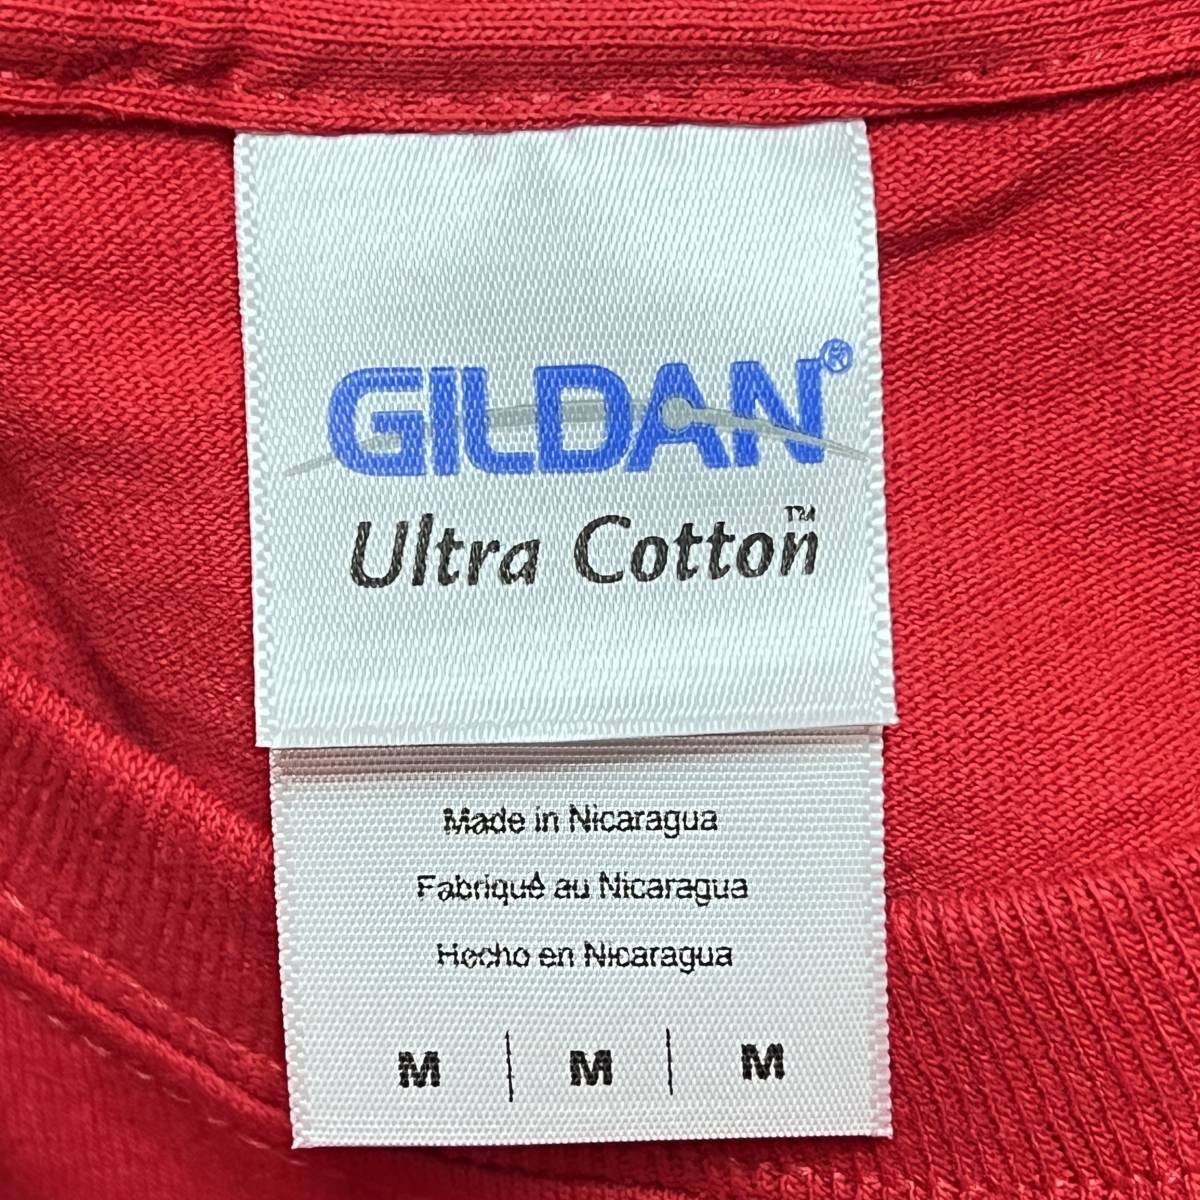 GILDAN®
Ultra Cotton™
Made in Nicaragua
Fabriqué au Nicaragua
Hecho en Nicaragua
M | M | M